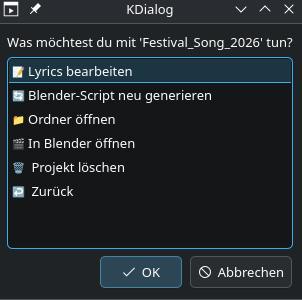 KDialog
Was möchtest du mit 'Festival_Song_2026' tun?
Lyrics bearbeiten
Blender-Script neu generieren
Ordner öffnen
In Blender öffnen
Projekt löschen
Zurück
OK
Abbrechen